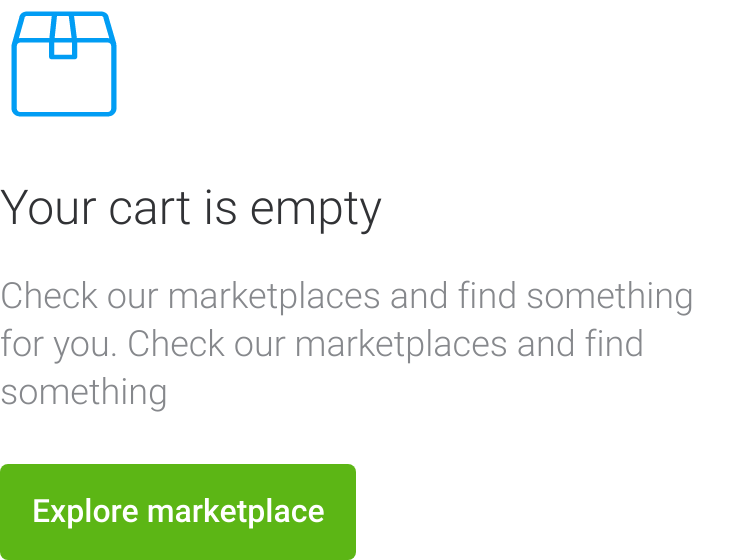 Your cart is empty
Check our marketplaces and find something
for you. Check our marketplaces and find
something
Explore marketplace